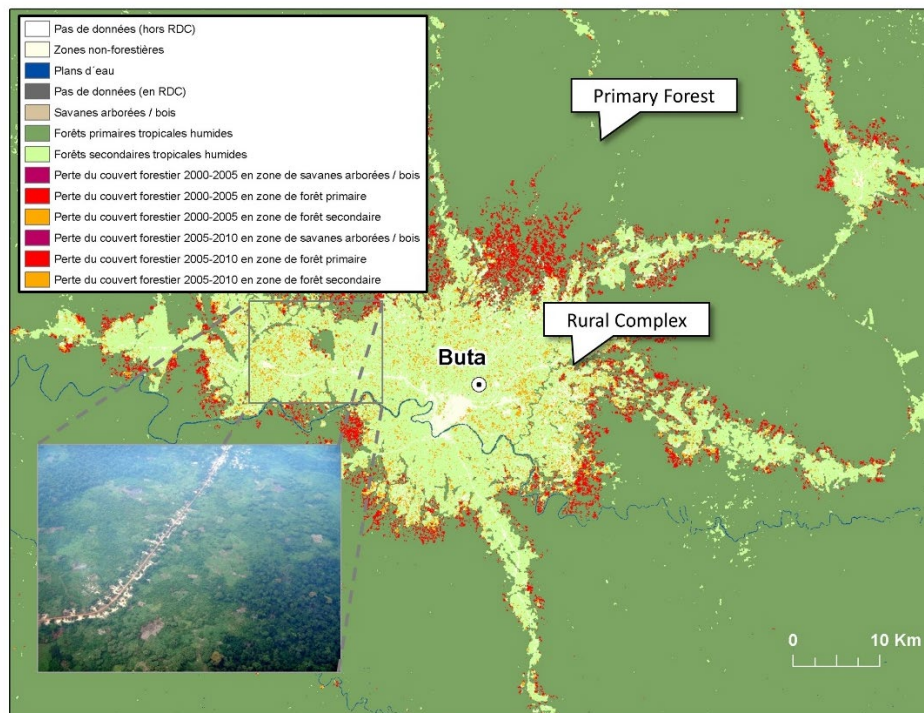 Pas de données (hors RDC)
Zones non-forestières
Plans d´eau
Pas de données (en RDC)
Savanes arborées / bois
Forêts primaires tropicales humides
Forêts secondaires tropicales humides
Perte du couvert forestier 2000-2005 en zone de savanes arborées / bois
Perte du couvert forestier 2000-2005 en zone de forêt primaire
Perte du couvert forestier 2000-2005 en zone de forêt secondaire
Perte du couvert forestier 2005-2010 en zone de savanes arborées / bois
Perte du couvert forestier 2005-2010 en zone de forêt primaire
Perte du couvert forestier 2005-2010 en zone de forêt secondaire
Primary Forest
Rural Complex
Buta
0 10 Km